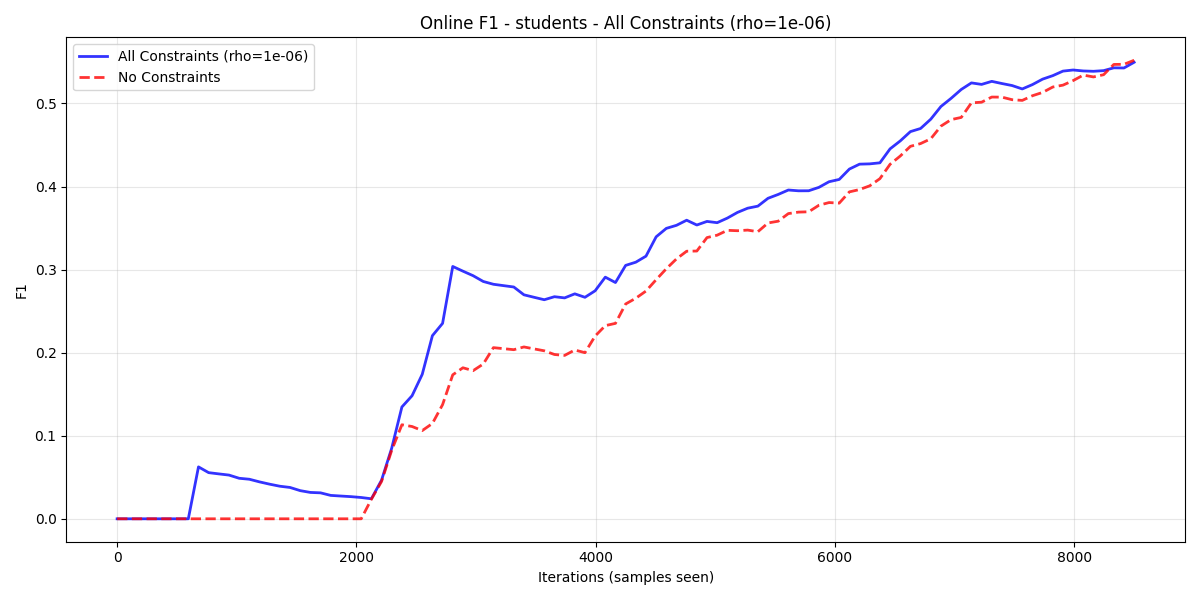 Online F1 - students - All Constraints (rho=1e-06)
All Constraints (rho=1e-06)
No Constraints
F1
0.5
0.4
0.3
0.2
0.1
0.0
0 2000 4000 6000 8000
Iterations (samples seen)